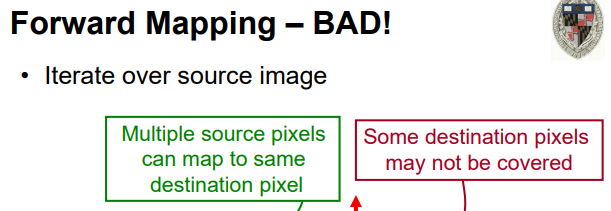 Forward Mapping – BAD!
• Iterate over source image
Multiple source pixels
can map to same
destination pixel
Some destination pixels
may not be covered